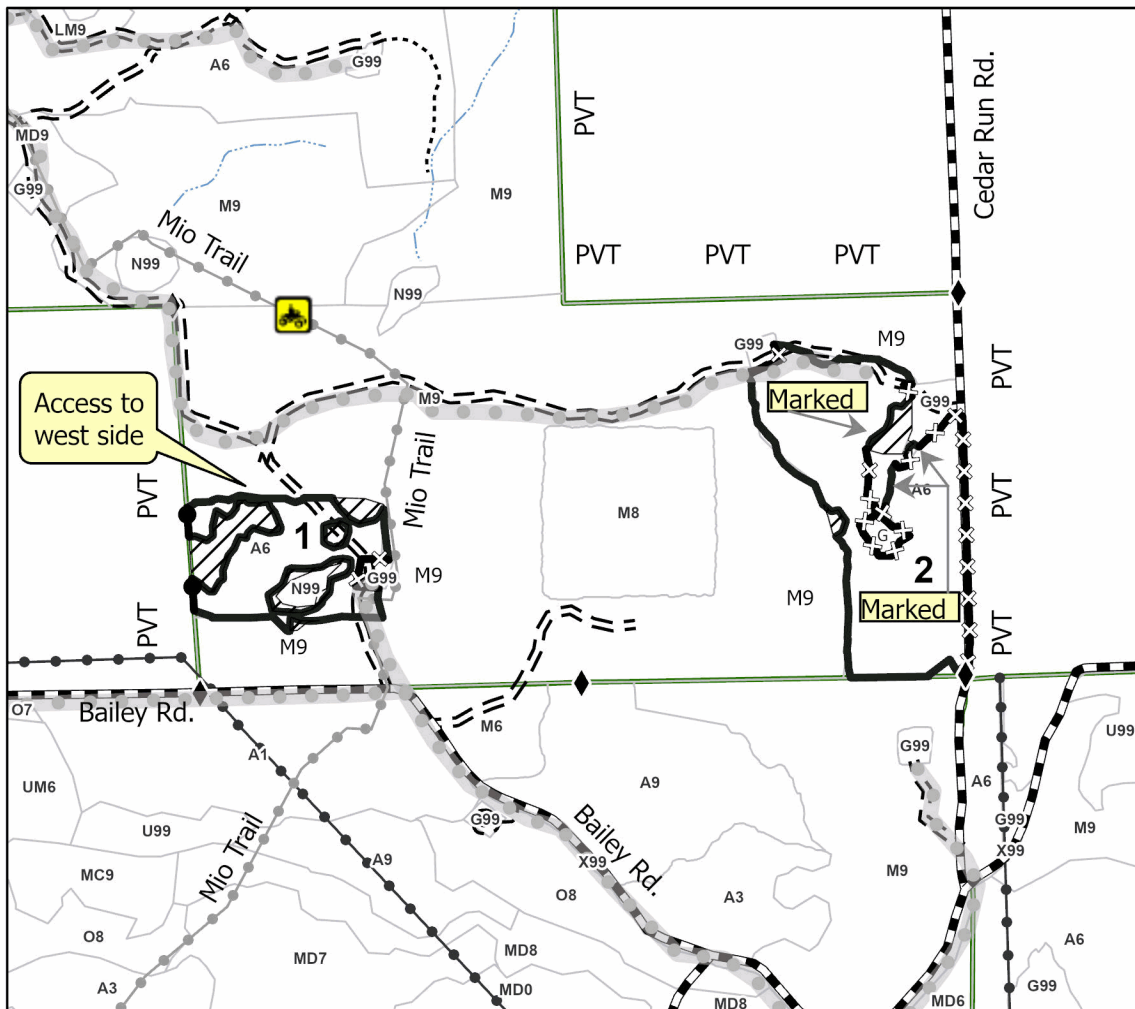 LM9
A6
G99
MD9
G99
M9
Mio Trail
N99
N99
M9
PVT
Cedar Run Rd.
PVT
PVT
PVT
PVT
M9
G99
G99
Marked
M9
Access to
west side
PVT
Mio Trail
M8
PVT
A6
1
A6
G
G99
N99
M9
2
M9
Marked
PVT
PVT
M9
O7
Bailey Rd.
M6
A1
UM6
U99
MC9
O8
A3
Mio Trail
A9
MD7
MD8
MD0
G99
A9
Bailey Rd.
X99
O8
A3
MD8
G99
A6
M9
G99
X99
U99
M9
A6
G99
MD6